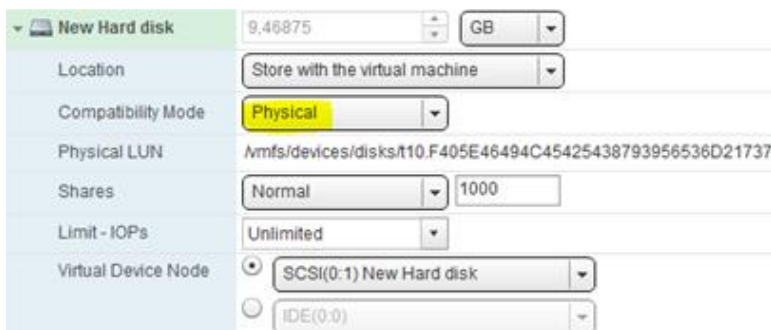 New Hard disk 9,46875 GB
Location Store with the virtual machine
Compatibility Mode Physical
Physical LUN /vmfs/devices/disks/t10.F405E46494C45425438793956536D21737
Shares Normal 1000
Limit - IOPs Unlimited
Virtual Device Node SCSI(0:1) New Hard disk
IDE(0:0)